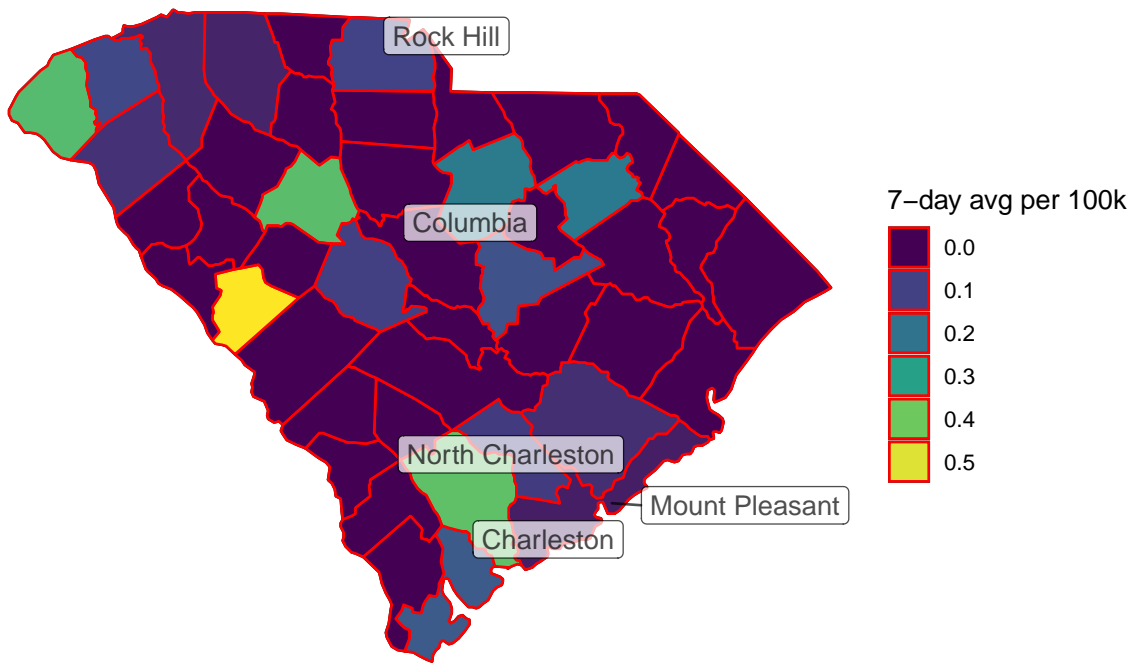 Rock Hill
Columbia
North Charleston
Mount Pleasant
Charleston
7−day avg per 100k
0.0
0.1
0.2
0.3
0.4
0.5